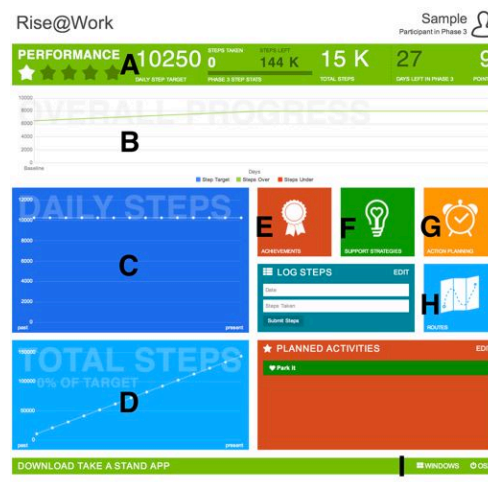 Rise@Work
Sample
Participant in Phase 3
PERFORMANCE
A
10250
DAILY STEP TARGET
STEPS TAKEN
0
STEPS LEFT
144 K
PHASE 3 STEP STATS
15 K
TOTAL STEPS
27
DAYS LEFT IN PHASE 3
9
POINT
OVERALL PROGRESS
10000
8000
6000
4000
2000
0
Baseline
B
Days
Step Target Steps Over Steps Under
DAILY STEPS
12000
10000
8000
6000
4000
2000
0
past present
C
E
ACHIEVEMENTS
F
SUPPORT STRATEGIES
G
ACTION PLANNING
LOG STEPS EDIT
Date
Steps Taken
Submit Steps
H
ROUTES
TOTAL STEPS
0% OF TARGET
150000
100000
50000
0
past present
D
PLANNED ACTIVITIES EDI
Park It
DOWNLOAD TAKE A STAND APP
I
WINDOWS OS